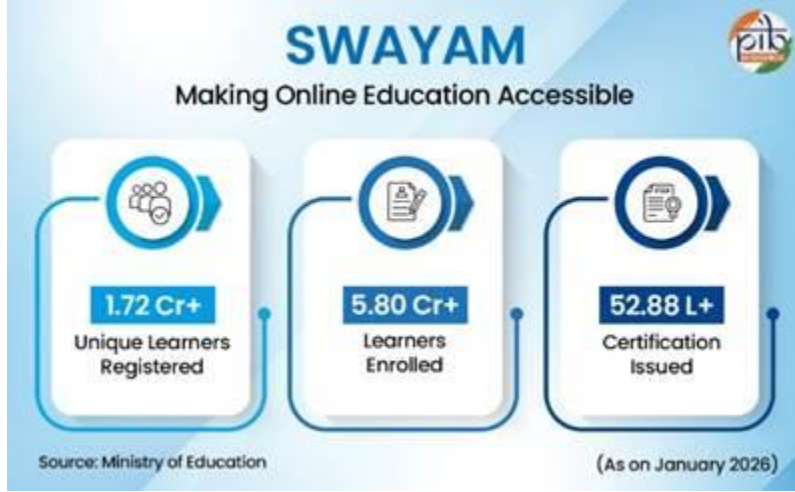 SWAYAM
pib
Making Online Education Accessible
1.72 Cr+
Unique Learners
Registered
5.80 Cr+
Learners
Enrolled
52.88 L+
Certification
Issued
Source: Ministry of Education
(As on January 2026)